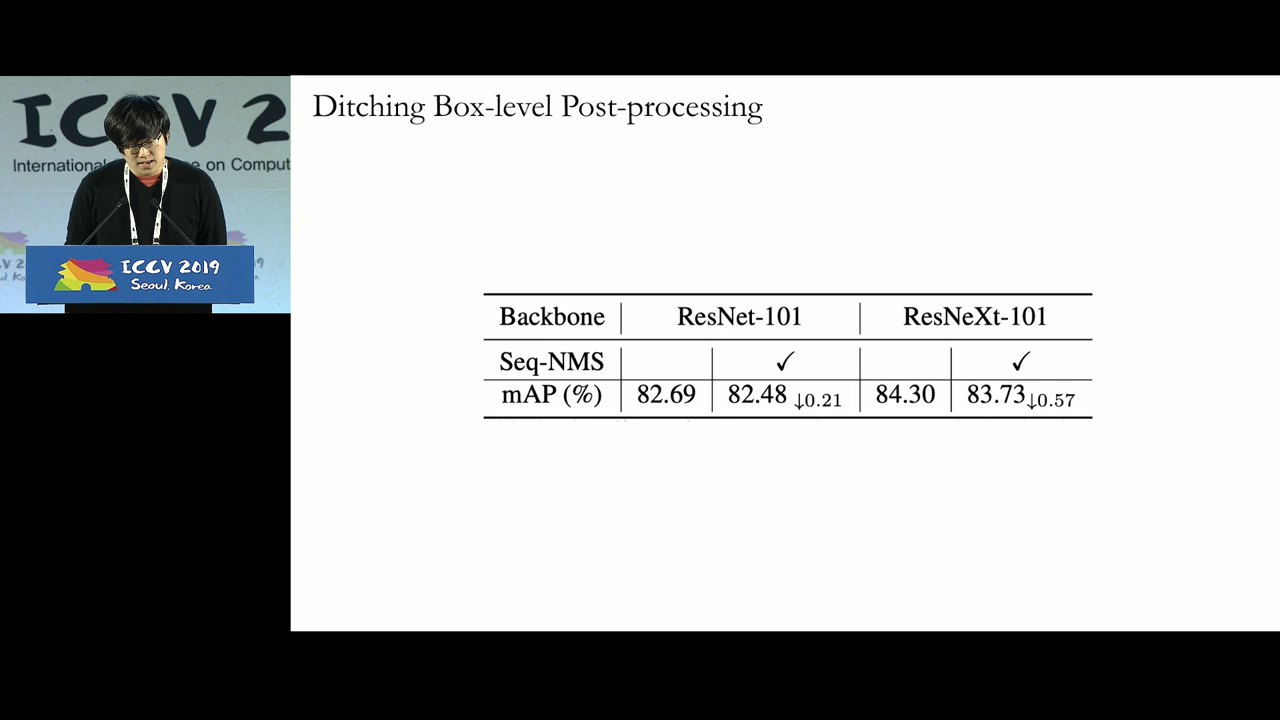 Ditching Box-level Post-processing
ICCV 2
International on Comput
ICCV 2019
Seoul, Korea
Backbone ResNet-101 ResNeXt-101
Seq-NMS ✓ ✓
mAP (%) 82.69 82.48 ↓0.21 84.30 83.73↓0.57